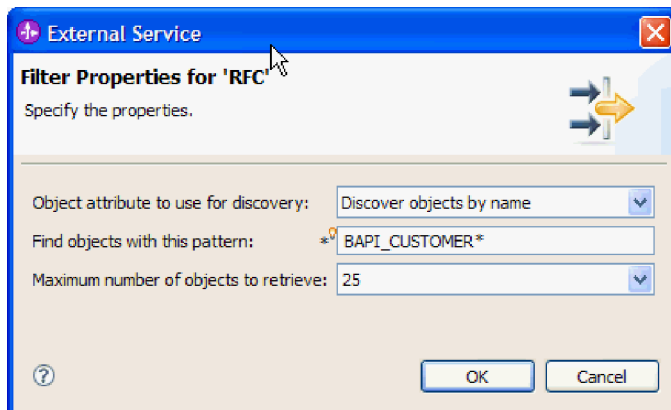 External Service
Filter Properties for 'RFC'
Specify the properties.
Object attribute to use for discovery: Discover objects by name
Find objects with this pattern: * BAPI_CUSTOMER*
Maximum number of objects to retrieve: 25
? OK Cancel